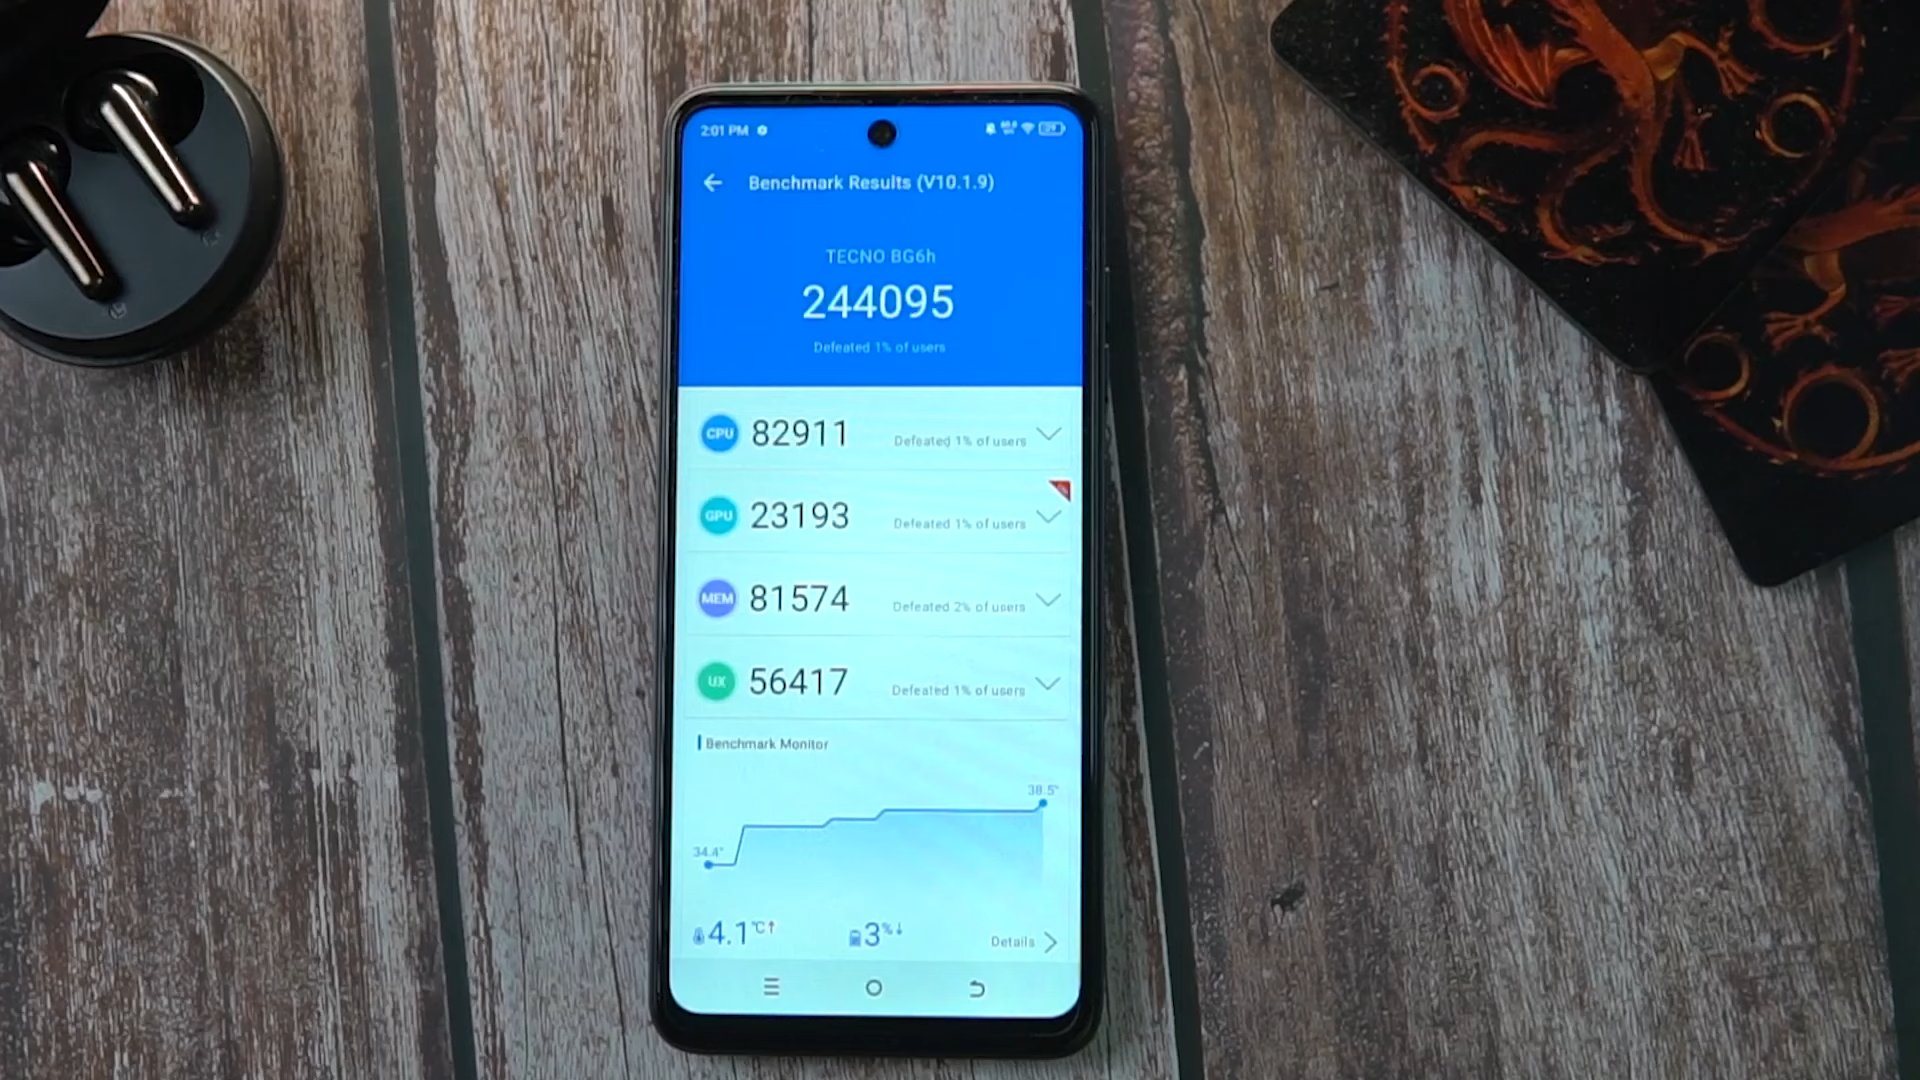 2:01 PM
Benchmark Results (V10.1.9)
TECNO BG6h
244095
Defeated 1% of users
CPU 82911 Defeated 1% of users
GPU 23193 Defeated 1% of users
MEM 81574 Defeated 2% of users
UX 56417 Defeated 1% of users
Benchmark Monitor
38.5°
34.4°
4.1°C↑ 3%↓ Details